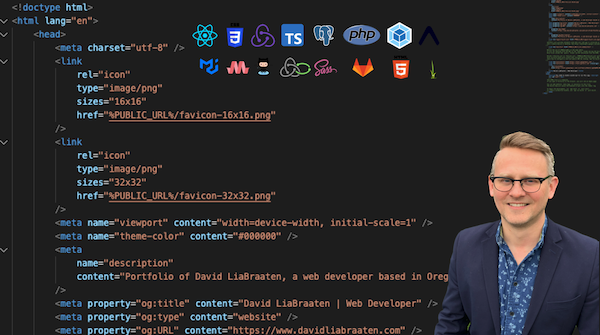 <!doctype html>
<html lang="en">
<head>
<meta charset="utf-8" />
<link
rel="icon"
type="image/png"
sizes="16x16"
href="%PUBLIC_URL%/favicon-16x16.png"
/>
<link
rel="icon"
type="image/png"
sizes="32x32"
href="%PUBLIC_URL%/favicon-32x32.png"
/>
<meta name="viewport" content="width=device-width, initial-scale=1" />
<meta name="theme-color" content="#000000" />
<meta
name="description"
content="Portfolio of David LiaBraaten, a web developer based in Oreg
/>
<meta property="og:title" content="David LiaBraaten | Web Developer" />
<meta property="og:type" content="website" />
<meta property="og:URL" content="https://www.davidliabraaten.com" />
TS
php
Sass